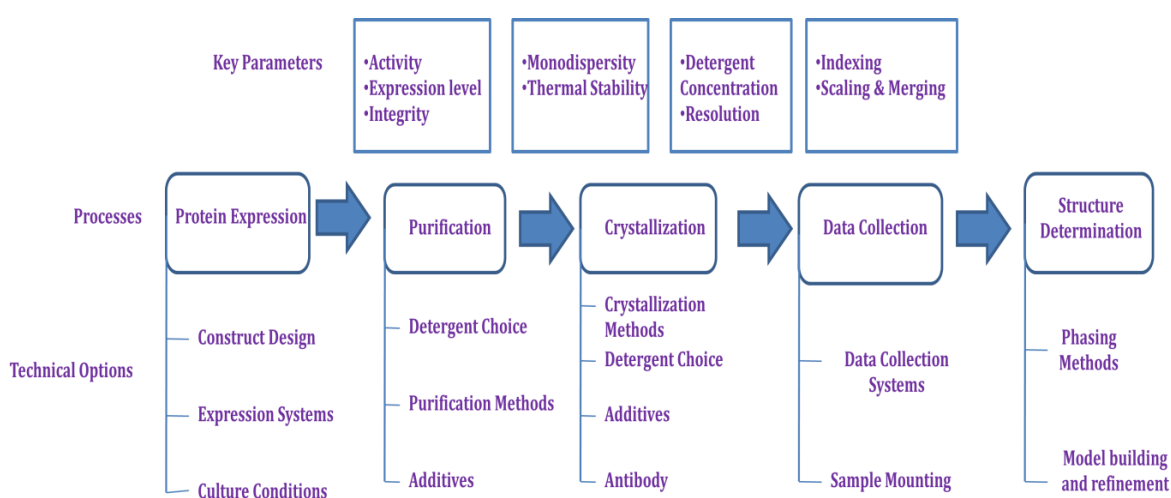 Key Parameters
•Activity
•Expression level
•Integrity
•Monodispersity
•Thermal Stability
•Detergent
Concentration
•Resolution
•Indexing
•Scaling & Merging
Processes
Protein Expression
Purification
Crystallization
Data Collection
Structure
Determination
Technical Options
Construct Design
Expression Systems
Culture Conditions
Detergent Choice
Purification Methods
Additives
Crystallization
Methods
Detergent Choice
Additives
Antibody
Data Collection
Systems
Sample Mounting
Phasing
Methods
Model building
and refinement